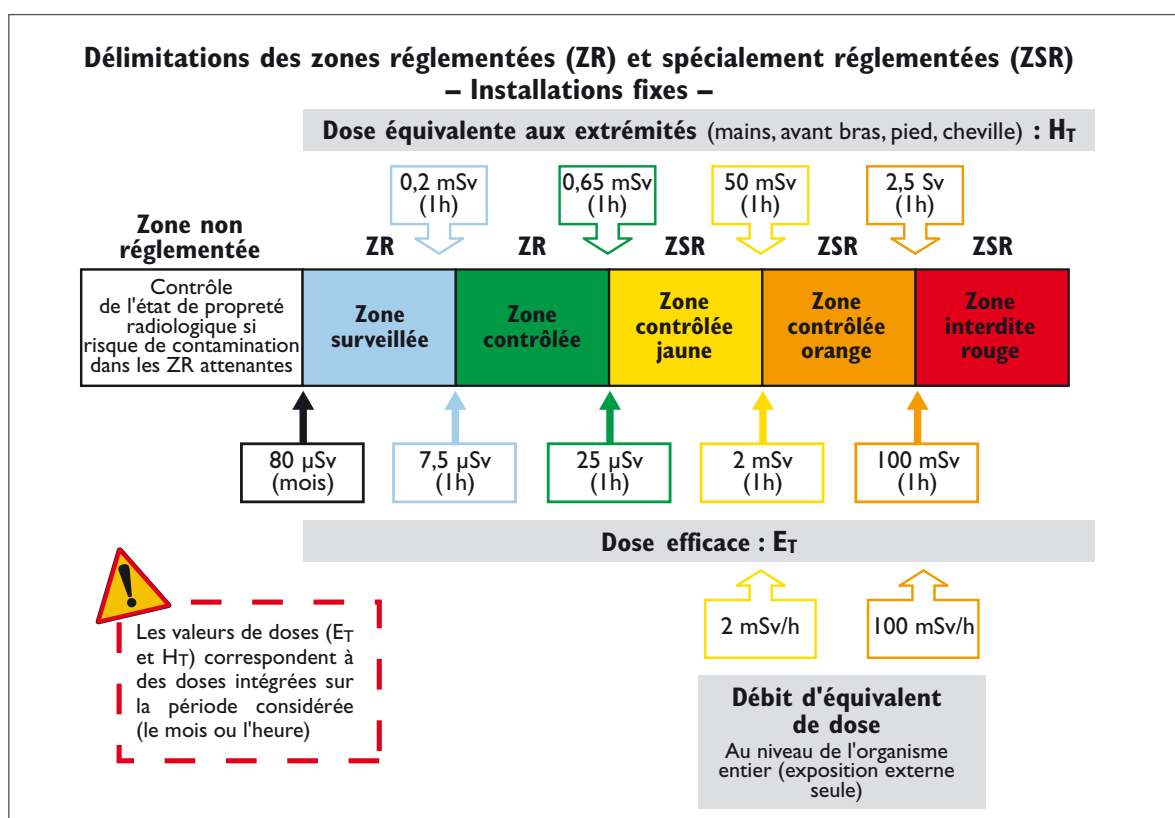 Délimitations des zones réglementées (ZR) et spécialement réglementées (ZSR)
– Installations fixes –
Dose équivalente aux extrémités (mains, avant bras, pied, cheville) : HT
0,2 mSv
(1h)
0,65 mSv
(1h)
50 mSv
(1h)
2,5 Sv
(1h)
Zone non
réglementée
ZR
ZR
ZSR
ZSR
ZSR
Contrôle
de l'état de propreté
radiologique si
risque de contamination
dans les ZR attenantes
Zone
surveillée
Zone
contrôlée
Zone
contrôlée
jaune
Zone
contrôlée
orange
Zone
interdite
rouge
80 µSv
(mois)
7,5 µSv
(1h)
25 µSv
(1h)
2 mSv
(1h)
100 mSv
(1h)
Dose efficace : ET
Les valeurs de doses (ET
et HT) correspondent à
des doses intégrées sur
la période considérée
(le mois ou l'heure)
2 mSv/h
100 mSv/h
Débit d'équivalent
de dose
Au niveau de l'organisme
entier (exposition externe
seule)